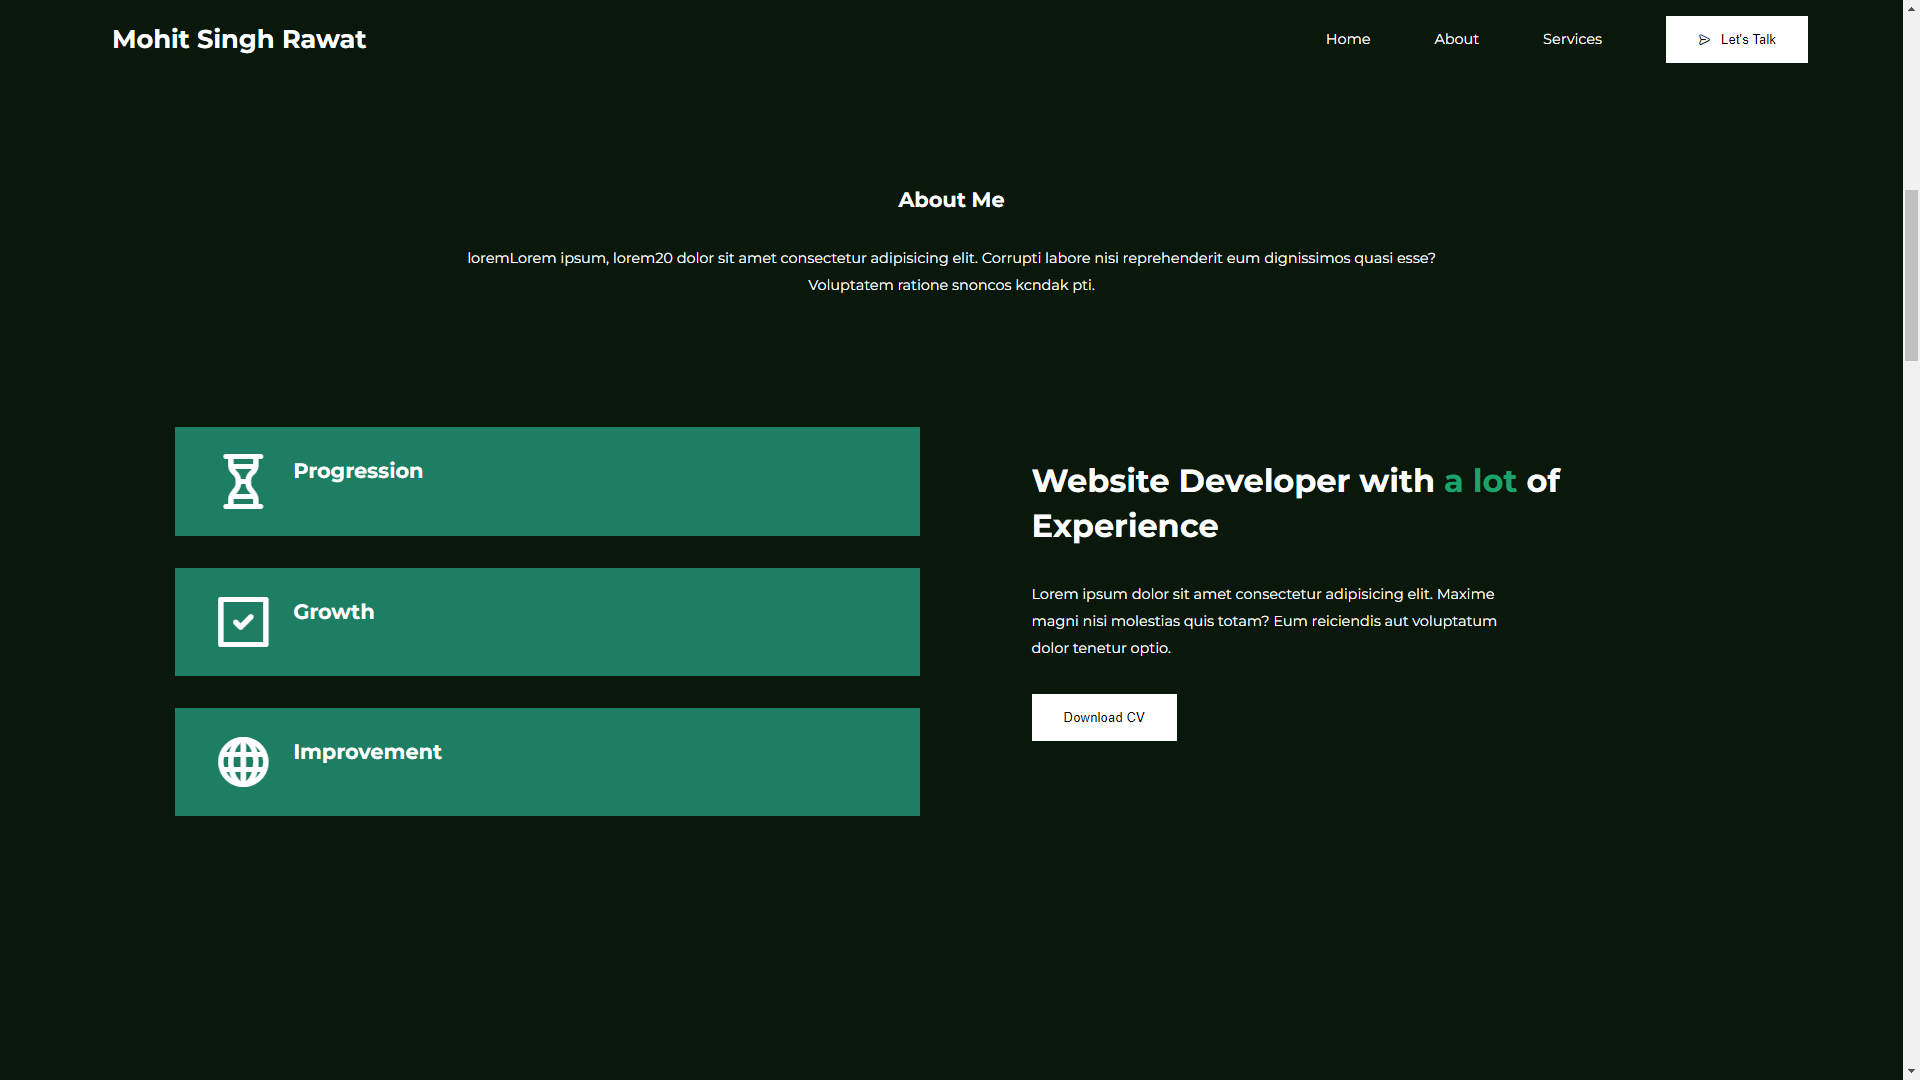 Mohit Singh Rawat
Home
About
Services
Let's Talk
About Me
loremLorem ipsum, lorem20 dolor sit amet consectetur adipisicing elit. Corrupti labore nisi reprehenderit eum dignissimos quasi esse?
Voluptatem ratione snoncos kcndak pti.
Progression
Growth
Improvement
Website Developer with a lot of
Experience
Lorem ipsum dolor sit amet consectetur adipisicing elit. Maxime
magni nisi molestias quis totam? Eum reiciendis aut voluptatum
dolor tenetur optio.
Download CV